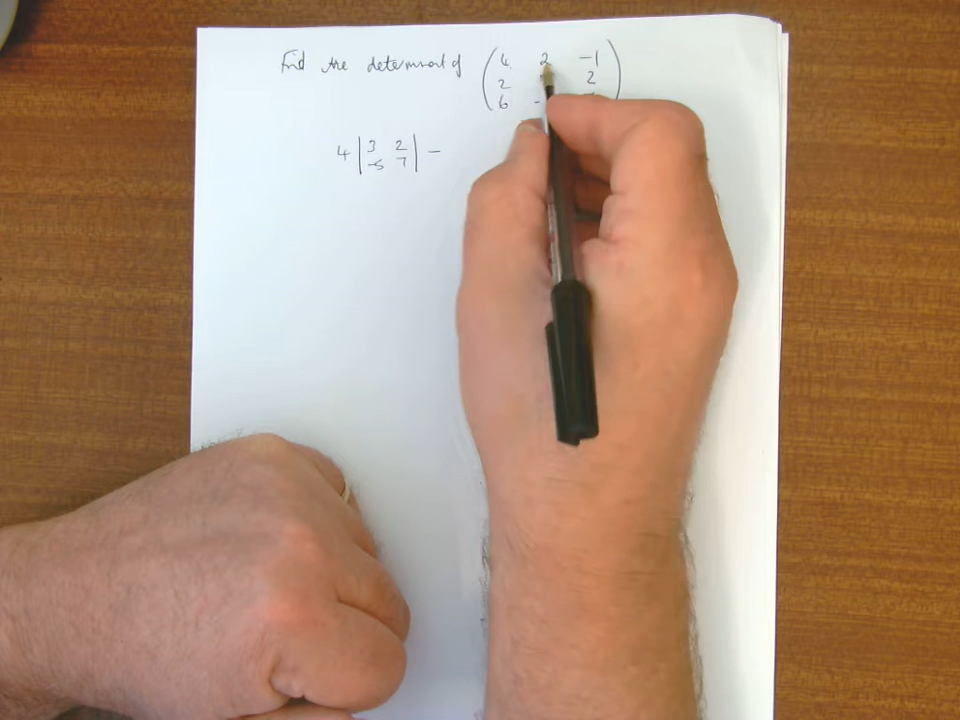 Find the determinant of ( 4 2 -1
2 2
6 - )
4 | 3 2 | -
-5 7